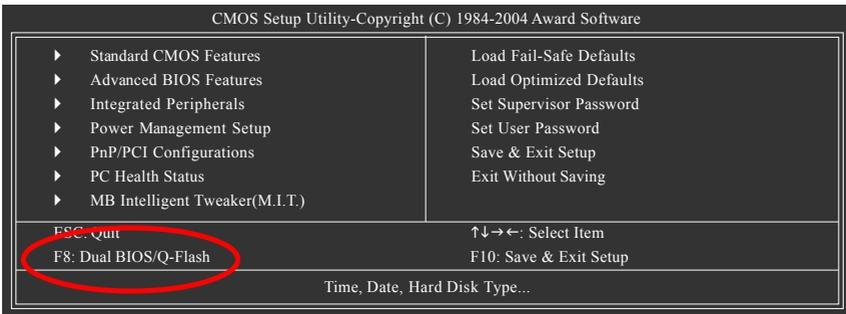 CMOS Setup Utility-Copyright (C) 1984-2004 Award Software
Standard CMOS Features
Advanced BIOS Features
Integrated Peripherals
Power Management Setup
PnP/PCI Configurations
PC Health Status
MB Intelligent Tweaker(M.I.T.)
Load Fail-Safe Defaults
Load Optimized Defaults
Set Supervisor Password
Set User Password
Save & Exit Setup
Exit Without Saving
ESC: Quit
↑↓→←: Select Item
F8: Dual BIOS/Q-Flash
F10: Save & Exit Setup
Time, Date, Hard Disk Type...